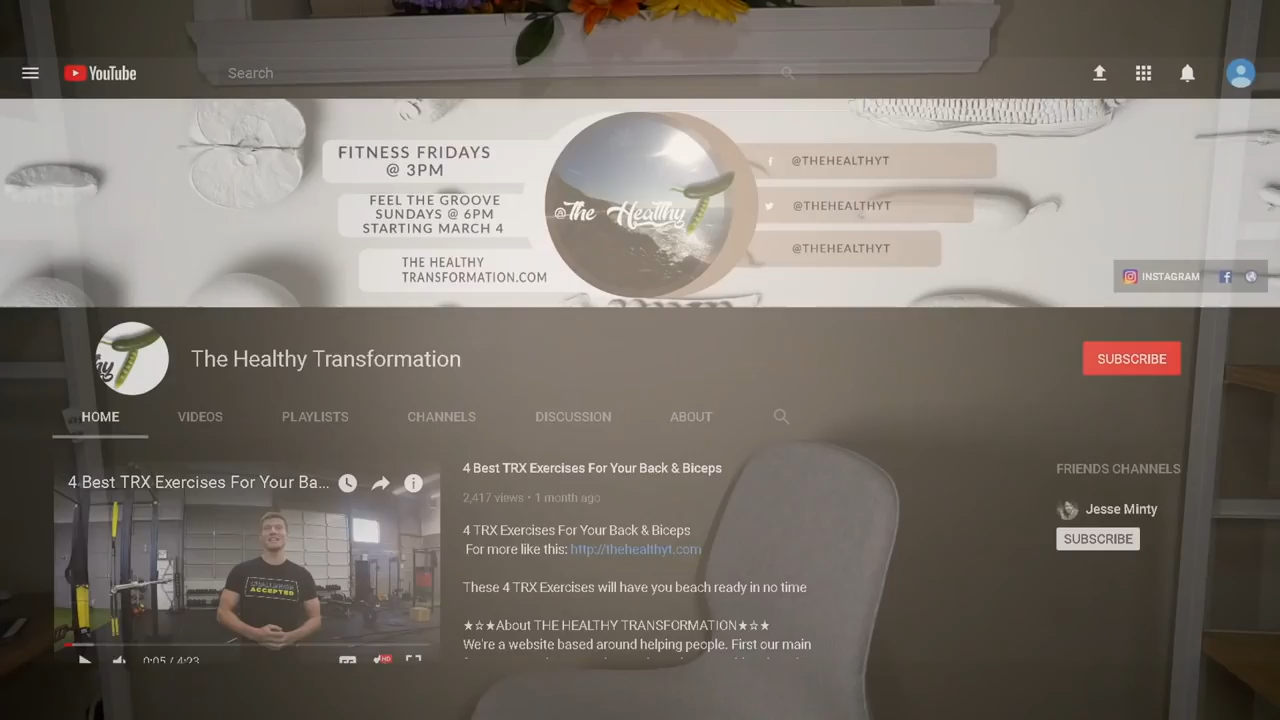 YouTube
Search
FITNESS FRIDAYS
@ 3PM
FEEL THE GROOVE
SUNDAYS @ 6PM
STARTING MARCH 4
THE HEALTHY
TRANSFORMATION.COM
@The Healthy
@THEHEALTHYT
@THEHEALTHYT
@THEHEALTHYT
INSTAGRAM
The Healthy Transformation
SUBSCRIBE
HOME VIDEOS PLAYLISTS CHANNELS DISCUSSION ABOUT
4 Best TRX Exercises For Your Ba...
ACCEPTED
0:05 / 4:23
HD
4 Best TRX Exercises For Your Back & Biceps
2,417 views • 1 month ago
4 TRX Exercises For Your Back & Biceps
For more like this: http://thehealthyt.com
These 4 TRX Exercises will have you beach ready in no time
★☆★About THE HEALTHY TRANSFORMATION★☆★
We're a website based around helping people. First our main
FRIENDS CHANNELS
Jesse Minty
SUBSCRIBE